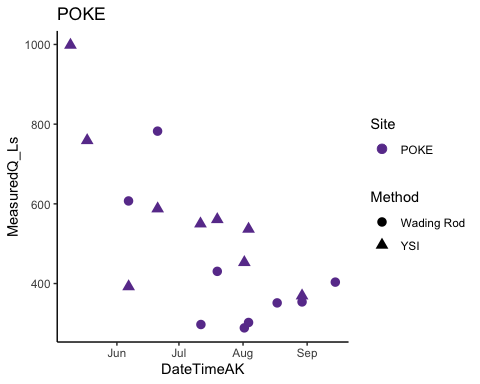 POKE
MeasuredQ_Ls
1000
800
600
400
Jun Jul Aug Sep
DateTimeAK
Site
POKE
Method
Wading Rod
YSI